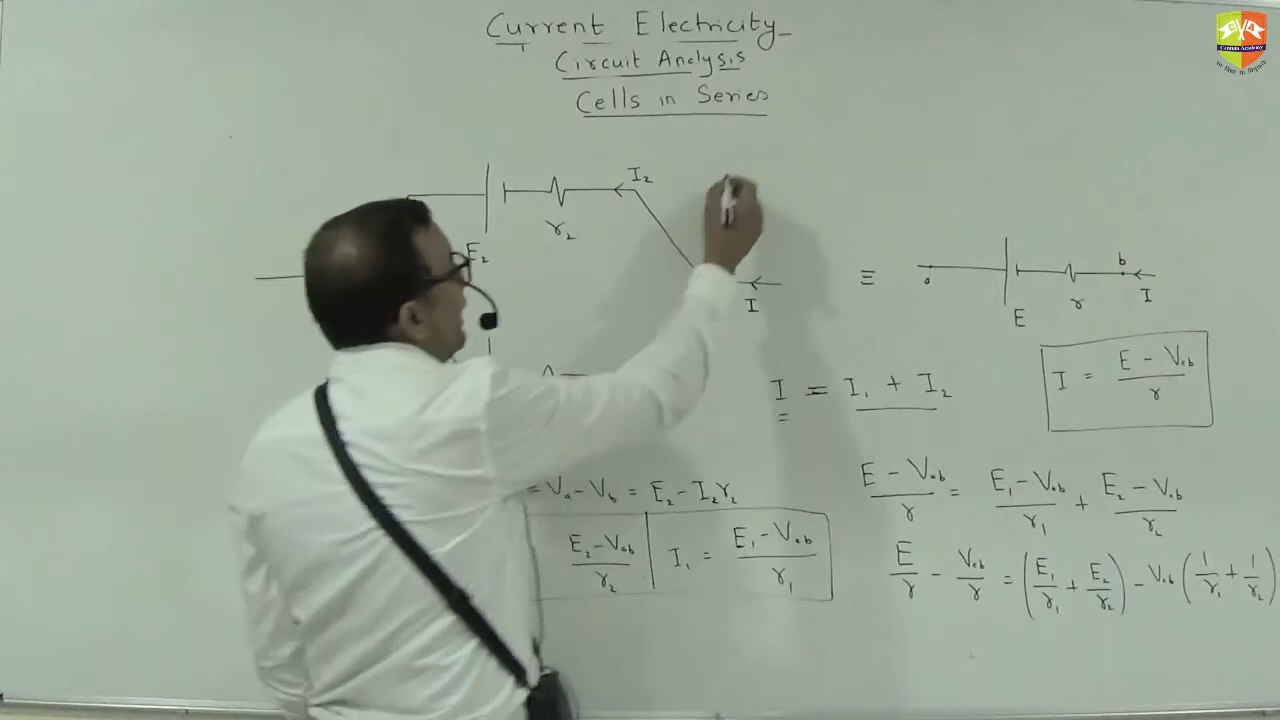 Current Electricity
Circuit Analysis
Cells in Series
I₂
r₂
E₂
I
≡
a
b
I
E
r
I = I₁ + I₂
I = (E - Vab)/r
= Va - Vb = E₂ - I₂r₂
(E₂ - Vab)/r₂
I₁ = (E₁ - Vab)/r₁
(E - Vab)/r = (E₁ - Vab)/r₁ + (E₂ - Vab)/r₂
E/r - Vab/r = (E₁/r₁ + E₂/r₂) - Vab(1/r₁ + 1/r₂)
Centum Academy